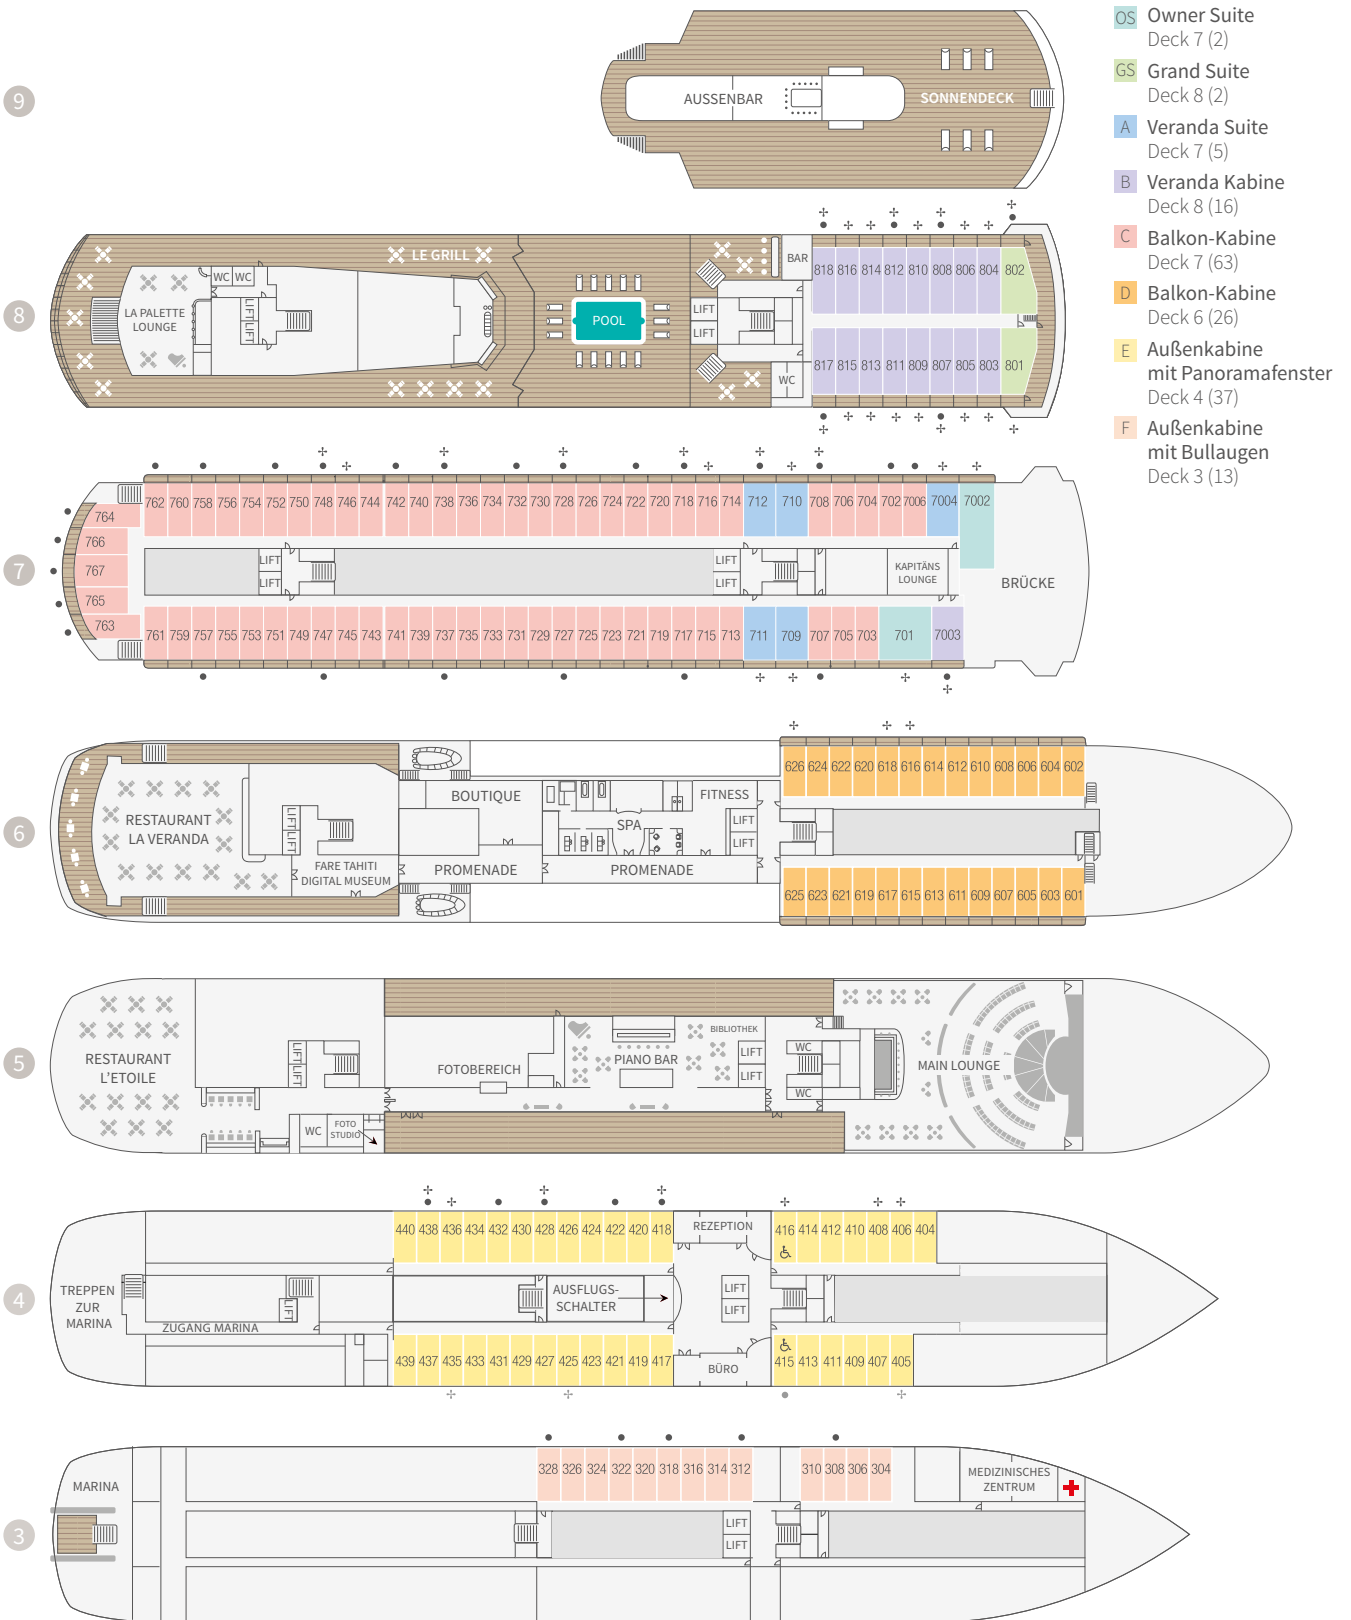 OS Owner Suite
Deck 7 (2)
GS Grand Suite
Deck 8 (2)
A Veranda Suite
Deck 7 (5)
B Veranda Kabine
Deck 8 (16)
C Balkon-Kabine
Deck 7 (63)
D Balkon-Kabine
Deck 6 (26)
E Außenkabine
mit Panoramafenster
Deck 4 (37)
F Außenkabine
mit Bullaugen
Deck 3 (13)
9
AUSSENBAR
SONNENDECK
8
LE GRILL
WC WC
LA PALETTE
LOUNGE
LIFT LIFT
POOL
BAR
LIFT
LIFT
WC
818 816 814 812 810 808 806 804 802
817 815 813 811 809 807 805 803 801
7
762 760 758 756 754 752 750 748 746 744 742 740 738 736 734 732 730 728 726 724 722 720 718 716 714 712 710 708 706 704 702 7006 7004 7002
764
766
767
765
763
LIFT
LIFT
LIFT
LIFT
KAPITÄNS
LOUNGE
BRÜCKE
761 759 757 755 753 751 749 747 745 743 741 739 737 735 733 731 729 727 725 723 721 719 717 715 713 711 709 707 705 703 701 7003
6
626 624 622 620 618 616 614 612 610 608 606 604 602
RESTAURANT
LA VERANDA
LIFT LIFT
BOUTIQUE
FITNESS
SPA
LIFT
LIFT
FARE TAHITI
DIGITAL MUSEUM
PROMENADE
PROMENADE
625 623 621 619 617 615 613 611 609 607 605 603 601
5
RESTAURANT
L'ETOILE
LIFT LIFT
WC
FOTO
STUDIO
FOTOBEREICH
PIANO BAR
BIBLIOTHEK
LIFT
LIFT
WC
WC
MAIN LOUNGE
4
440 438 436 434 432 430 428 426 424 422 420 418
REZEPTION
416 414 412 410 408 406 404
TREPPEN
ZUR
MARINA
LIFT
ZUGANG MARINA
AUSFLUGS-
SCHALTER
LIFT
LIFT
439 437 435 433 431 429 427 425 423 421 419 417
BÜRO
415 413 411 409 407 405
3
MARINA
328 326 324 322 320 318 316 314 312
310 308 306 304
MEDIZINISCHES
ZENTRUM
LIFT
LIFT